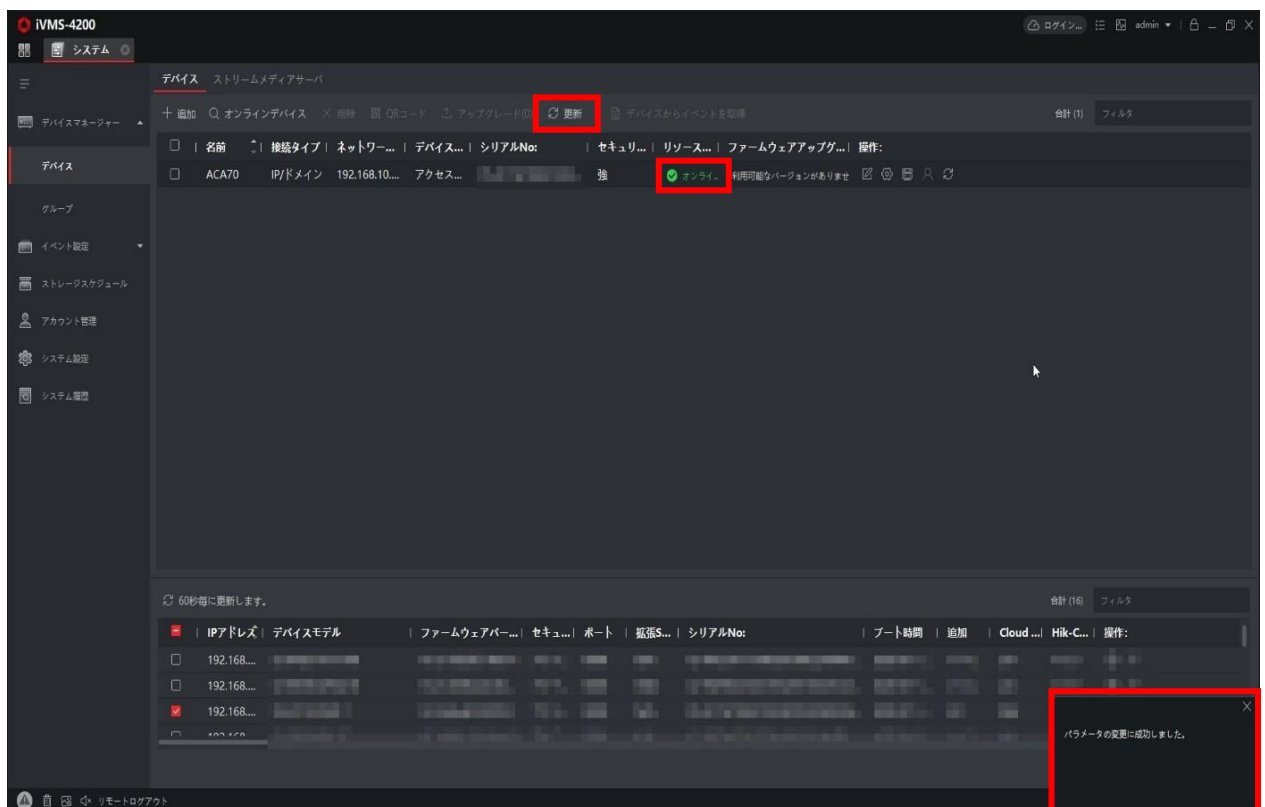 iVMS-4200
ログイン... admin
システム
デバイス ストリームメディアサーバ
追加 オンラインデバイス 削除 QRコード アップグレード(0) 更新 デバイスからイベントを取得 合計 (1) フィルタ
デバイスマネージャー
デバイス
グループ
イベント設定
ストレージスケジュール
アカウント管理
システム設定
システム履歴
名前 接続タイプ ネットワー... デバイス... シリアルNo: セキュリ... リソース... ファームウェアアップグ... 操作:
ACA70 IP/ドメイン 192.168.10.... アクセス... 強 オンライ.. 利用可能なバージョンがありませ
60秒毎に更新します。 合計 (16) フィルタ
IPアドレス デバイスモデル ファームウェアバー... セキュ... ポート 拡張S... シリアルNo: ブート時間 追加 Cloud ... Hik-C... 操作:
192.168....
192.168....
192.168....
パラメータの変更に成功しました。
リモートログアウト